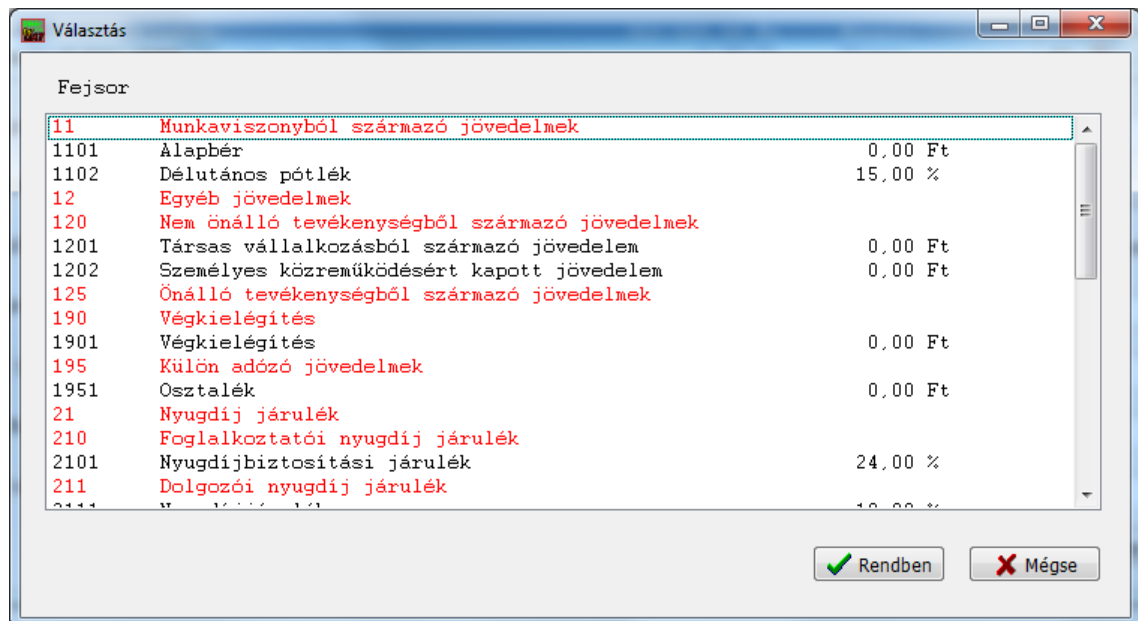 Választás
Fejsor
11 Munkaviszonyból származó jövedelmek
1101 Alapbér 0,00 Ft
1102 Délutános pótlék 15,00 %
12 Egyéb jövedelmek
120 Nem önálló tevékenységből származó jövedelmek
1201 Társas vállalkozásból származó jövedelem 0,00 Ft
1202 Személyes közreműködésért kapott jövedelem 0,00 Ft
125 Önálló tevékenységből származó jövedelmek
190 Végkielégítés
1901 Végkielégítés 0,00 Ft
195 Külön adózó jövedelmek
1951 Osztalék 0,00 Ft
21 Nyugdíj járulék
210 Foglalkoztatói nyugdíj járulék
2101 Nyugdíjbiztosítási járulék 24,00 %
211 Dolgozói nyugdíj járulék
Rendben Mégse